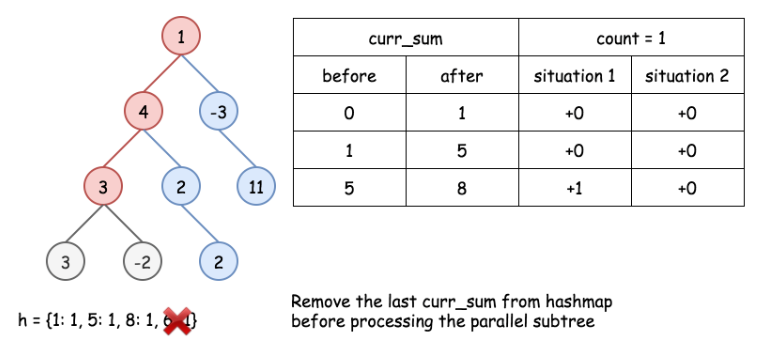 1
4
-3
3
2
11
3
-2
2
curr_sum count = 1
before after situation 1 situation 2
0 1 +0 +0
1 5 +0 +0
5 8 +1 +0
h = {1: 1, 5: 1, 8: 1, 6: 1}
Remove the last curr_sum from hashmap
before processing the parallel subtree